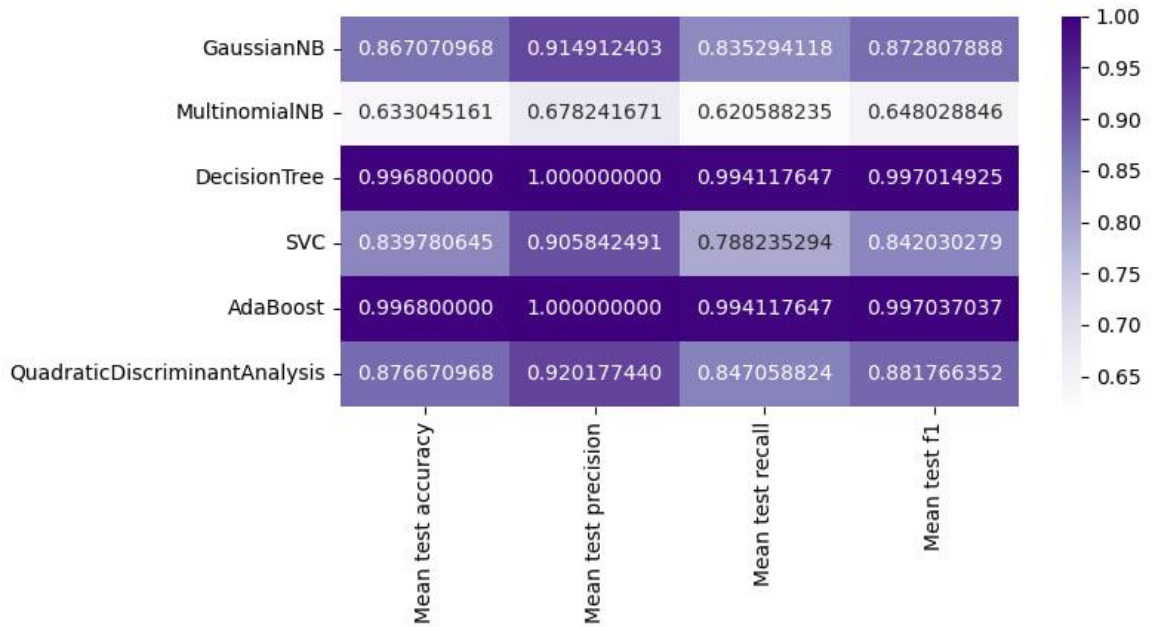 GaussianNB 0.867070968 0.914912403 0.835294118 0.872807888
MultinomialNB 0.633045161 0.678241671 0.620588235 0.648028846
DecisionTree 0.996800000 1.000000000 0.994117647 0.997014925
SVC 0.839780645 0.905842491 0.788235294 0.842030279
AdaBoost 0.996800000 1.000000000 0.994117647 0.997037037
QuadraticDiscriminantAnalysis 0.876670968 0.920177440 0.847058824 0.881766352
Mean test accuracy
Mean test precision
Mean test recall
Mean test f1
1.00
0.95
0.90
0.85
0.80
0.75
0.70
0.65